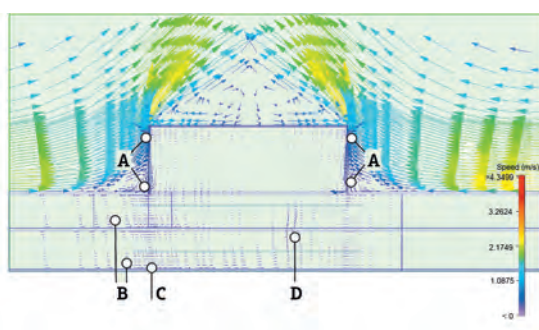 A
A
Speed (m/s)
>4.3499
3.2624
2.1749
1.0875
< 0
B
C
D